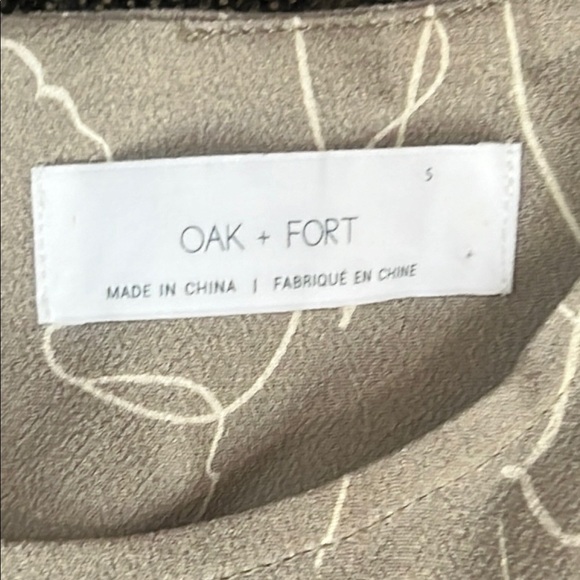 S
OAK + FORT
MADE IN CHINA | FABRIQUÉ EN CHINE